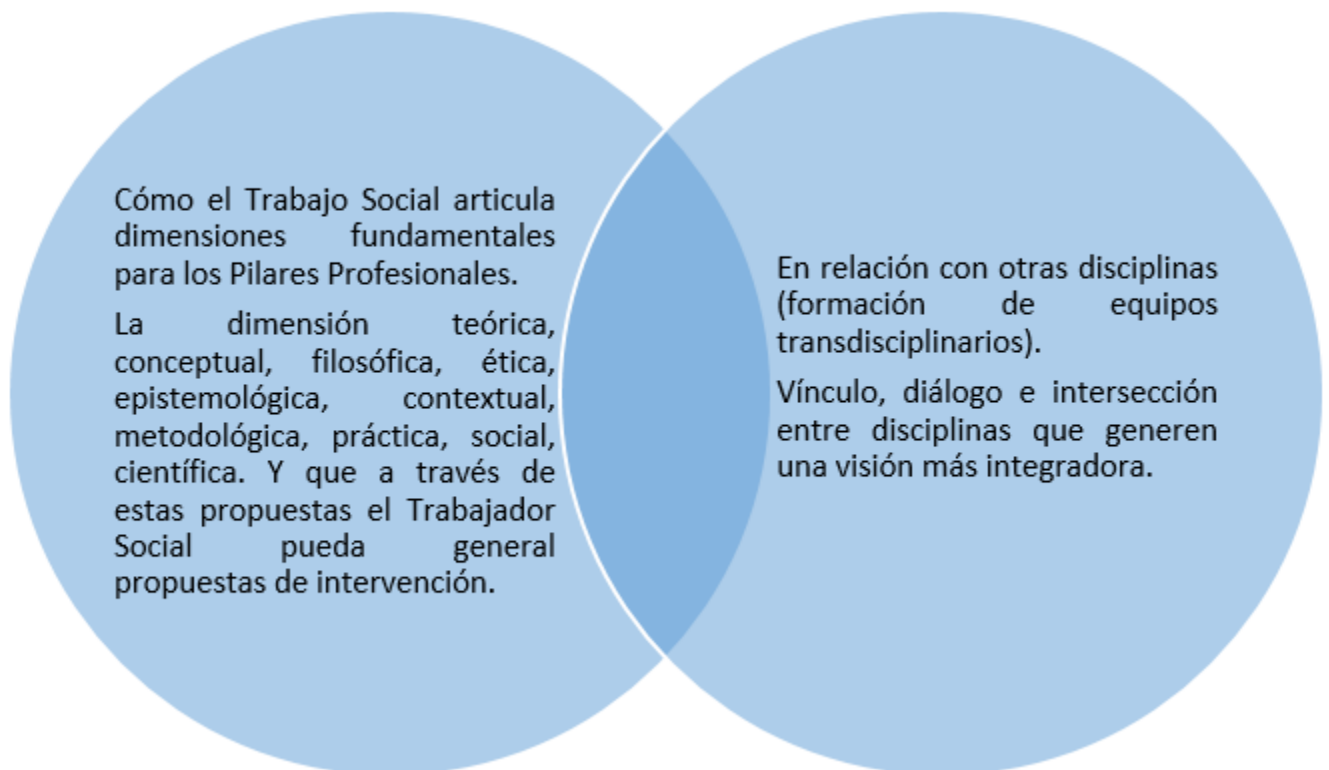 Cómo el Trabajo Social articula
dimensiones fundamentales
para los Pilares Profesionales.
La dimensión teórica,
conceptual, filosófica, ética,
epistemológica, contextual,
metodológica, práctica, social,
científica. Y que a través de
estas propuestas el Trabajador
Social pueda general
propuestas de intervención.
En relación con otras disciplinas
(formación de equipos
transdisciplinarios).
Vínculo, diálogo e intersección
entre disciplinas que generen
una visión más integradora.